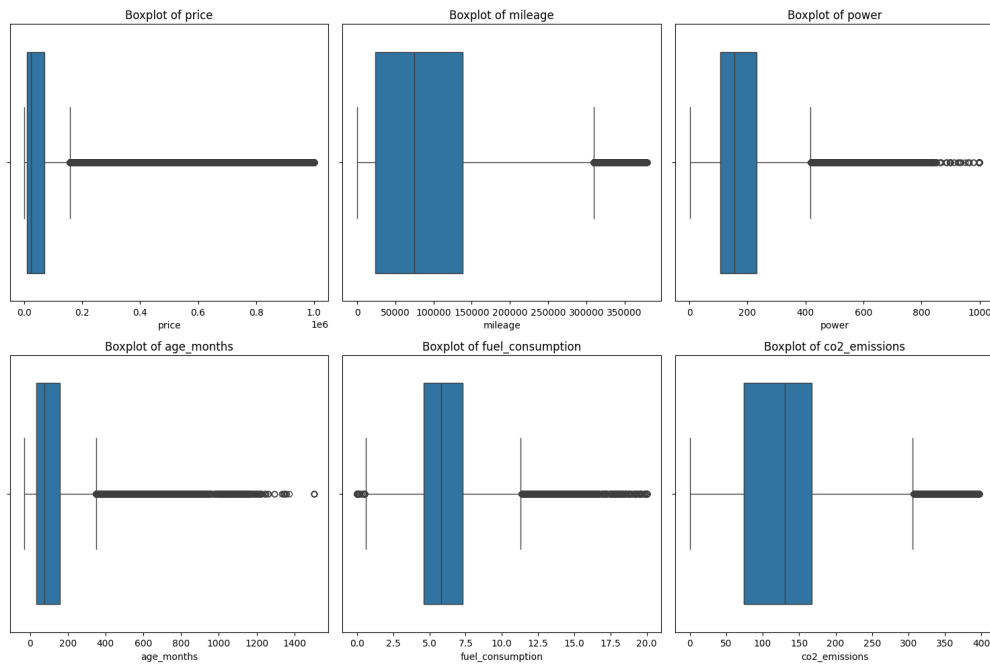 Boxplot of price
0.0 0.2 0.4 0.6 0.8 1.0
1e6
price
Boxplot of mileage
0 50000 100000 150000 200000 250000 300000 350000
mileage
Boxplot of power
0 200 400 600 800 1000
power
Boxplot of age_months
0 200 400 600 800 1000 1200 1400
age_months
Boxplot of fuel_consumption
0.0 2.5 5.0 7.5 10.0 12.5 15.0 17.5 20.0
fuel_consumption
Boxplot of co2_emissions
0 50 100 150 200 250 300 350 400
co2_emissions